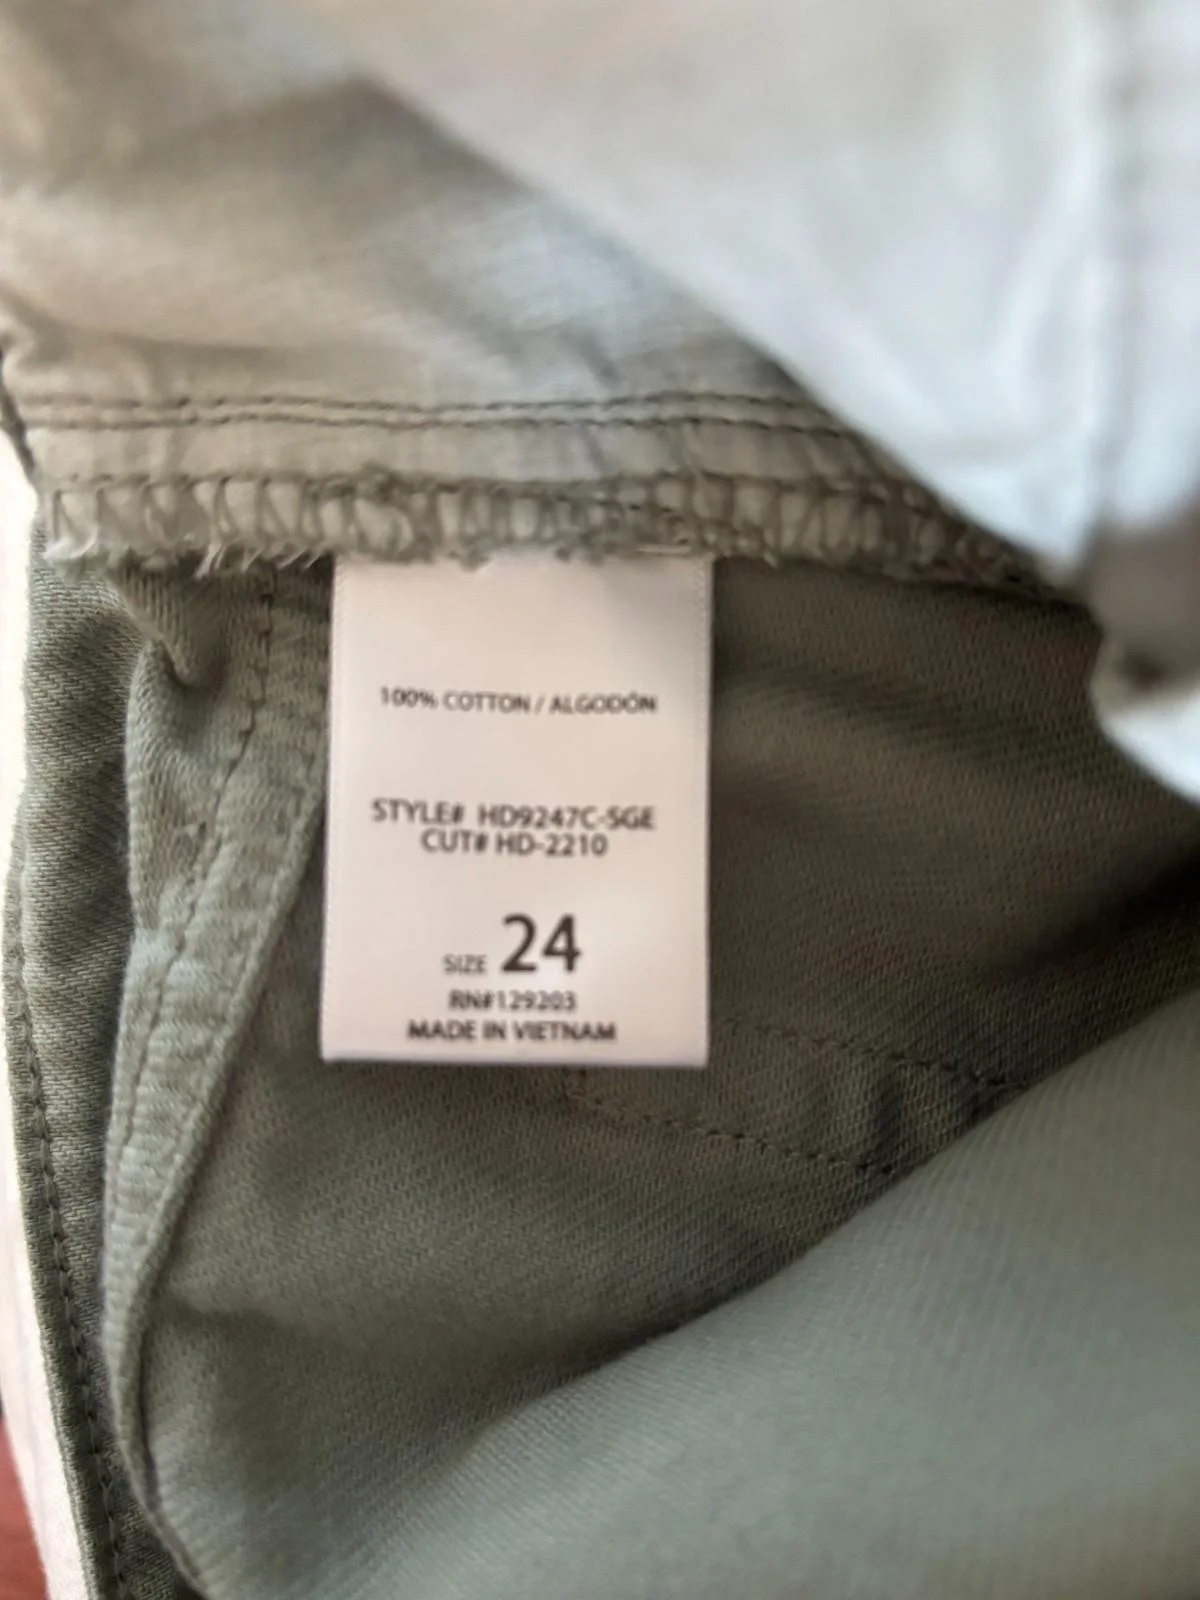 100% COTTON / ALGODÓN
STYLE# HD9247C-SGE
CUT# HD-2210
SIZE 24
RN#129203
MADE IN VIETNAM